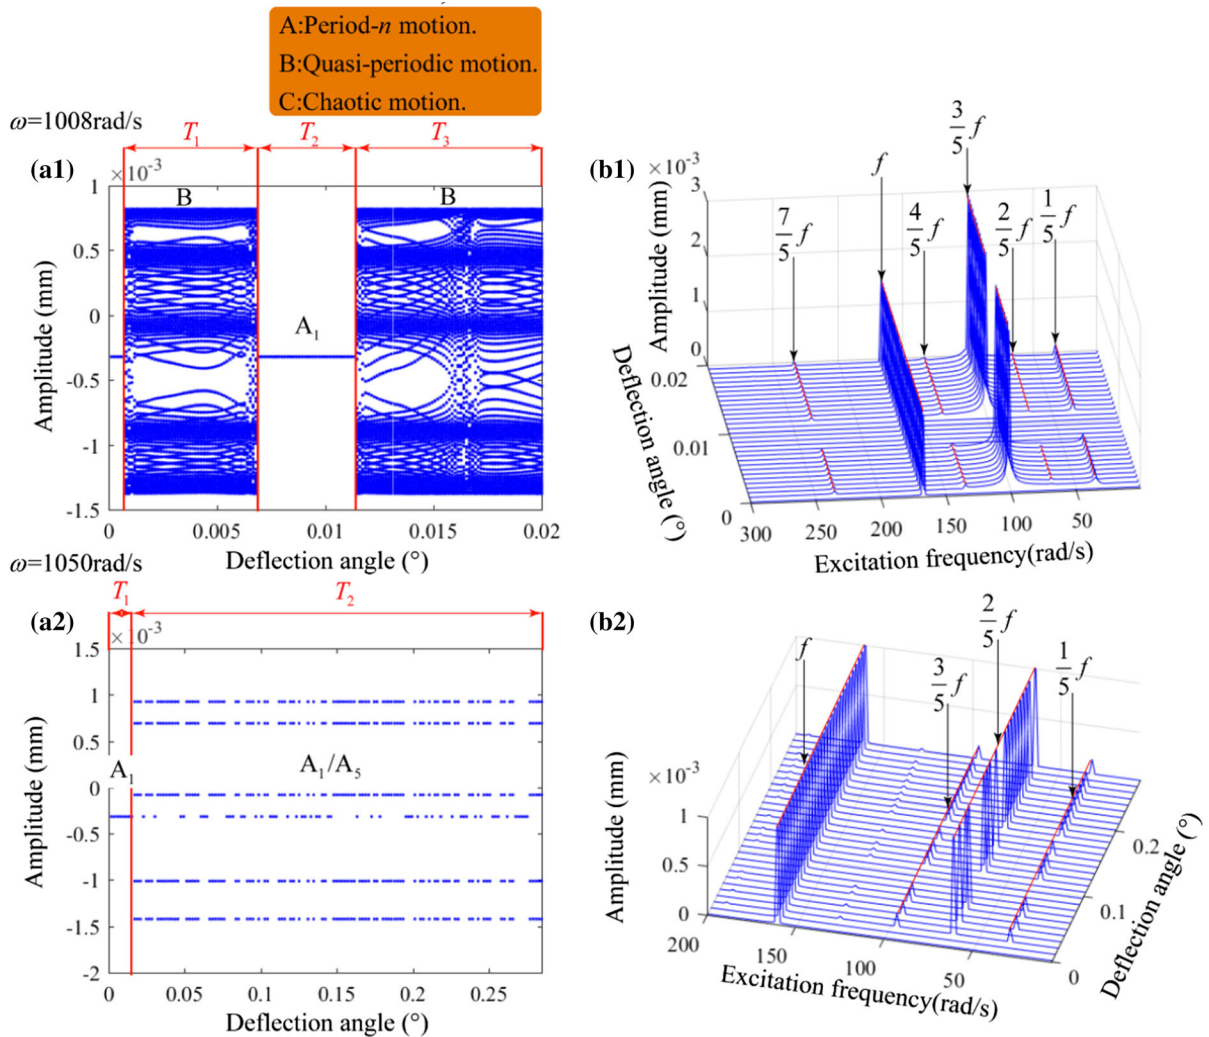 A:Period-n motion.
B:Quasi-periodic motion.
C:Chaotic motion.
ω=1008rad/s
T₁ T₂ T₃
(a1)
×10⁻³
B B
A₁
1
0.5
0
-0.5
-1
-1.5
Amplitude (mm)
0 0.005 0.01 0.015 0.02
Deflection angle (°)
(b1)
×10⁻³
3
2
1
0
Amplitude (mm)
7/5 f
f
4/5 f
3/5 f
2/5 f
1/5 f
0.02
0.01
0
Deflection angle (°)
300 250 200 150 100 50
Excitation frequency(rad/s)
ω=1050rad/s
T₁ T₂
(a2)
×10⁻³
1.5
1
0.5
Amplitude (mm)
A₁ A₁/A₅
0
-0.5
-1
-1.5
-2
Amplitude (mm)
0 0.05 0.1 0.15 0.2 0.25
Deflection angle (°)
(b2)
f
3/5 f
2/5 f
1/5 f
×10⁻³
1
0.5
0
Amplitude (mm)
200 150 100 50
Excitation frequency(rad/s)
0 0.1 0.2
Deflection angle (°)